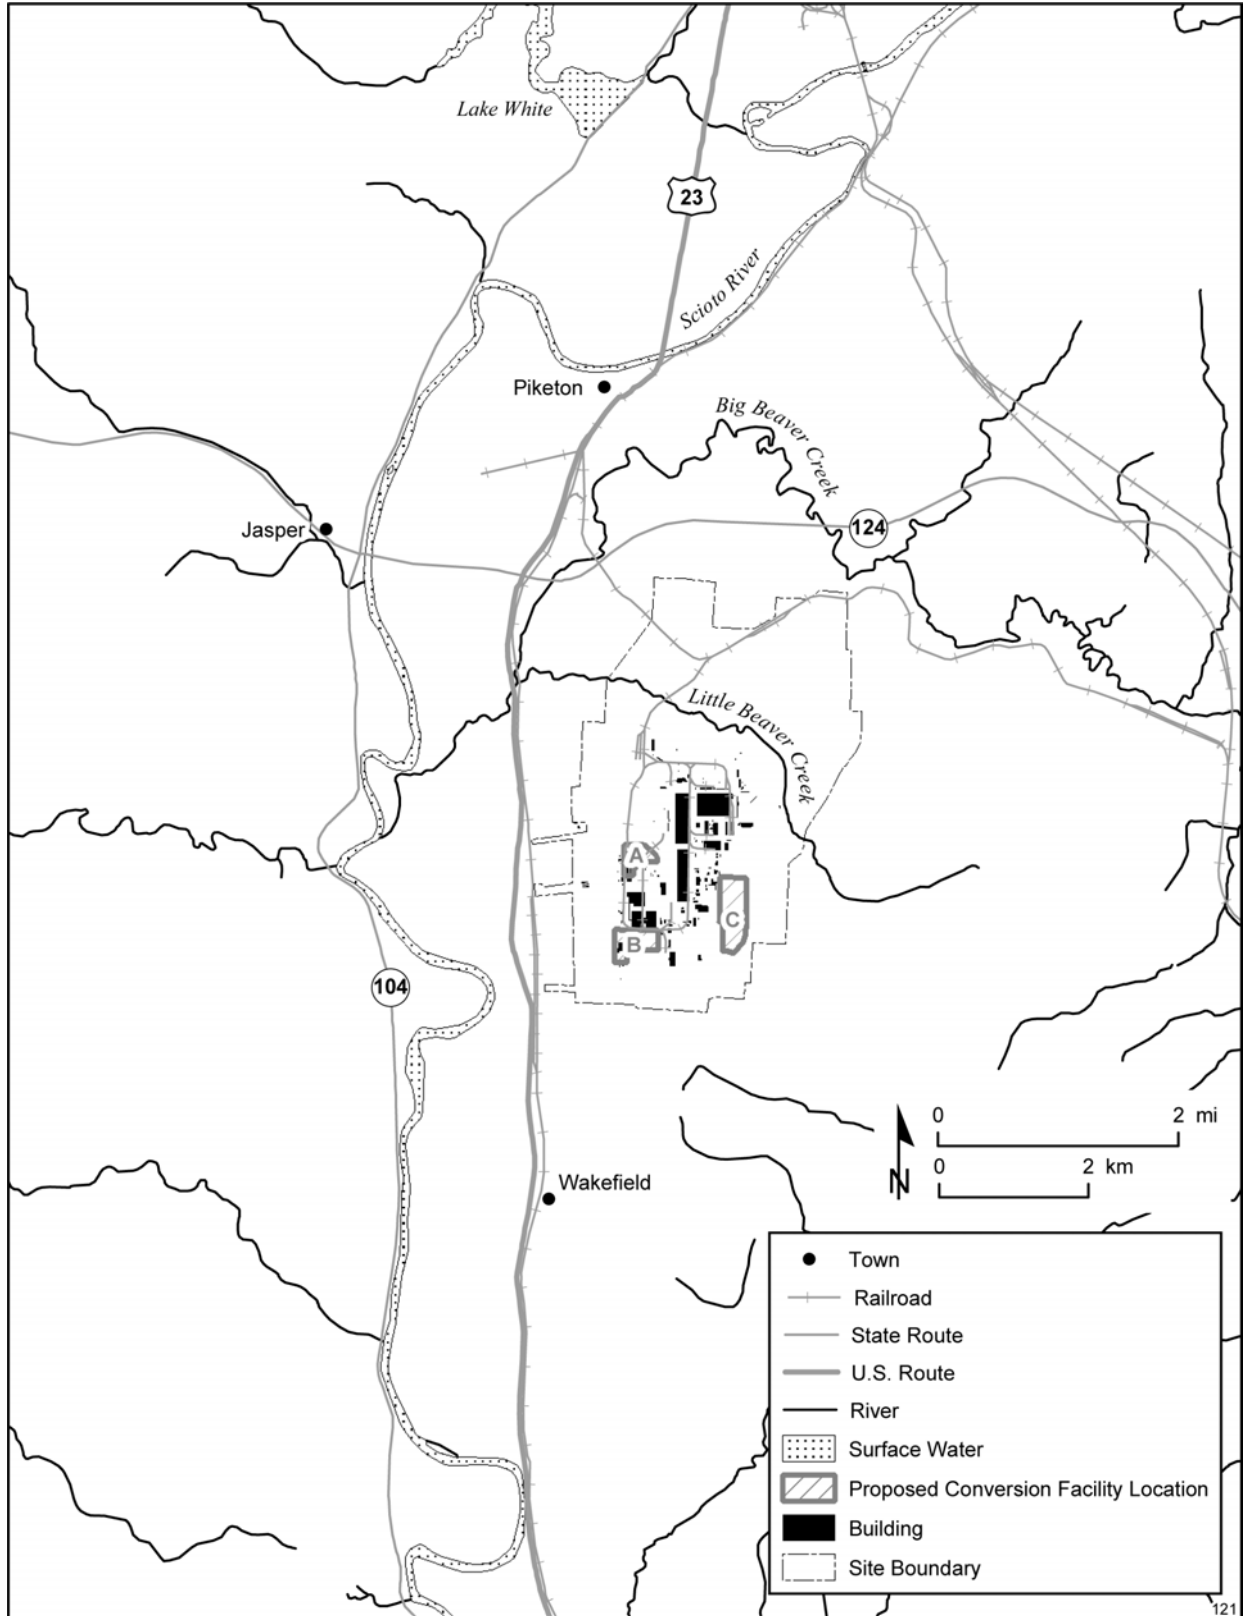 Lake White
23
Scioto River
Piketon
Big Beaver Creek
Jasper
124
Little Beaver Creek
A
C
B
104
0 2 mi
0 2 km
N
Wakefield
Town
Railroad
State Route
U.S. Route
River
Surface Water
Proposed Conversion Facility Location
Building
Site Boundary
121